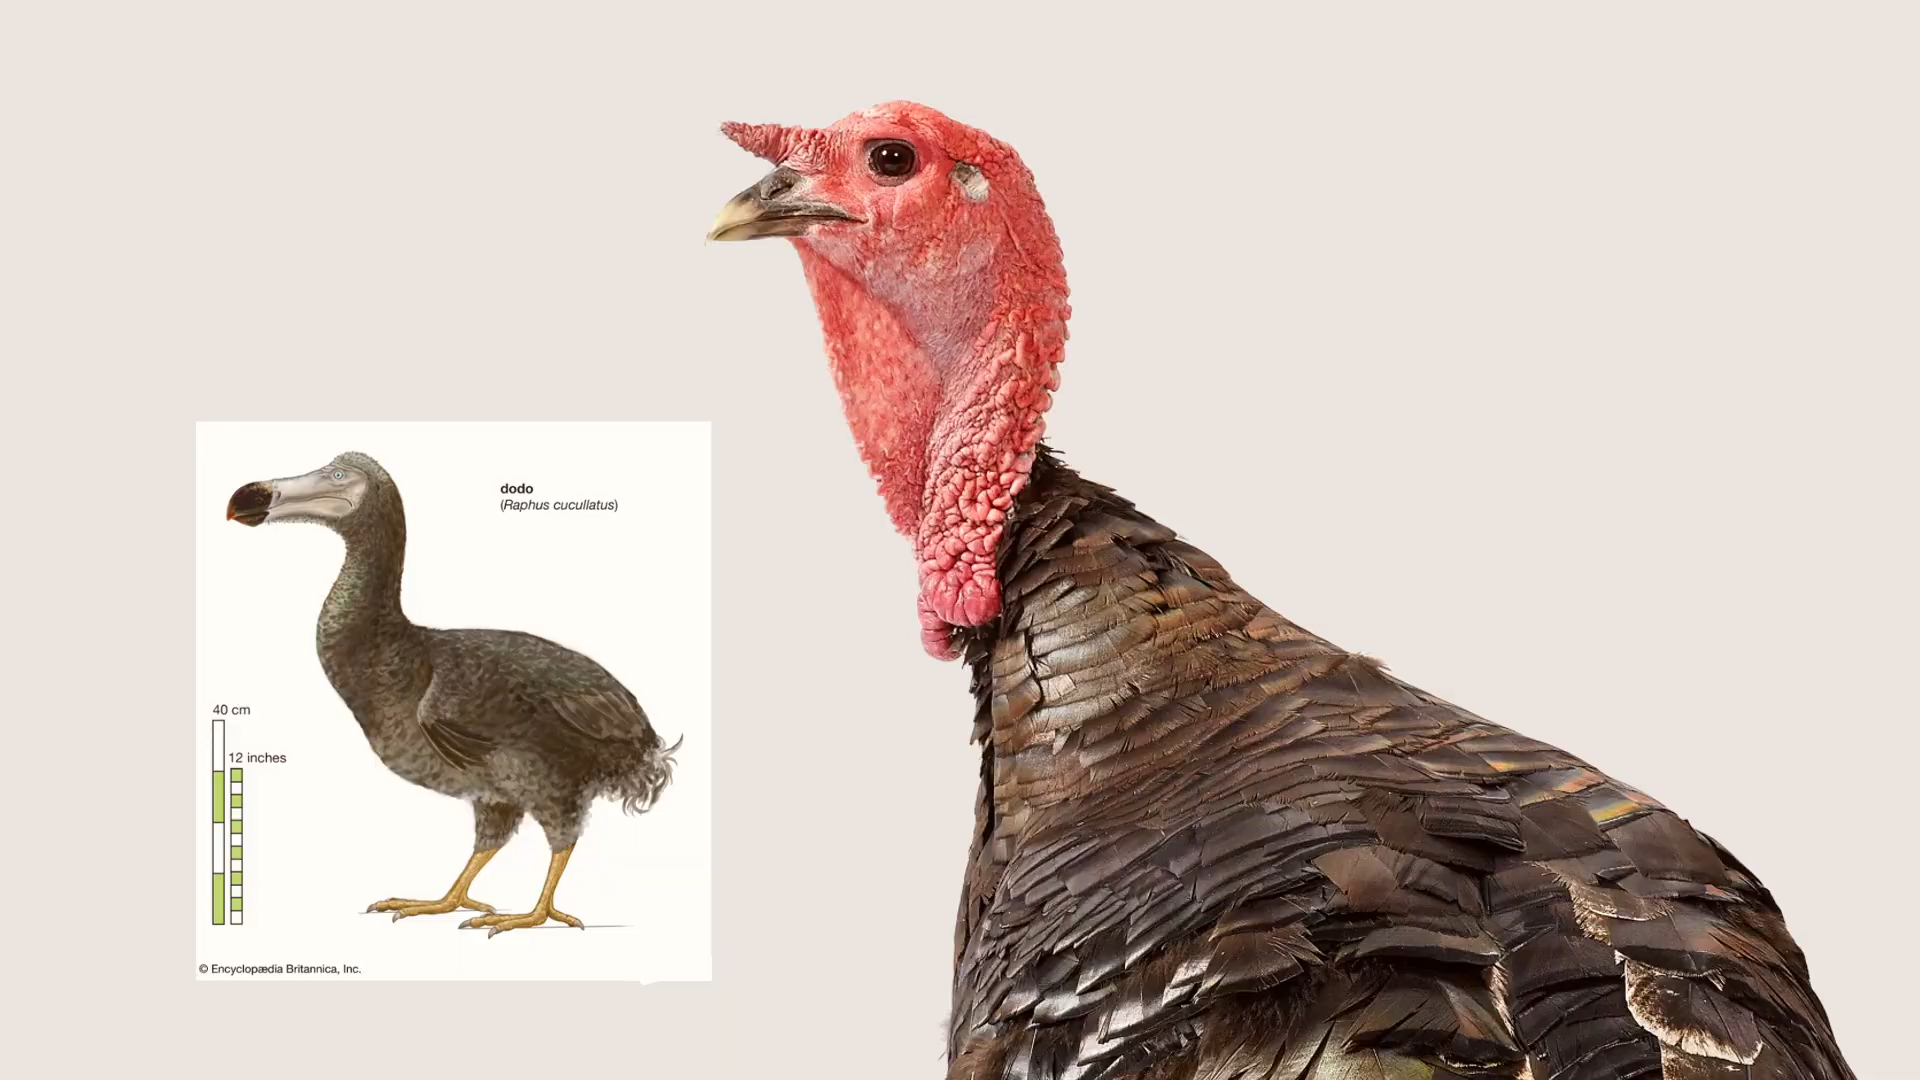 dodo
(Raphus cucullatus)
40 cm
12 inches
© Encyclopædia Britannica, Inc.